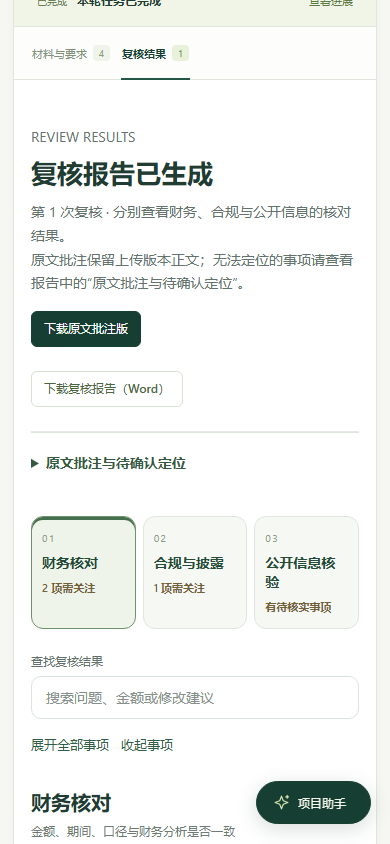 已完成 本轮任务已完成 查看进展
材料与要求 4 复核结果 1
REVIEW RESULTS
复核报告已生成
第 1 次复核 · 分别查看财务、合规与公开信息的核对
结果。
原文批注保留上传版本正文；无法定位的事项请查看
报告中的“原文批注与待确认定位”。
下载原文批注版
下载复核报告（Word）
原文批注与待确认定位
01
财务核对
2 项需关注
02
合规与披露
1 项需关注
03
公开信息核
验
有待核实事项
查找复核结果
搜索问题、金额或修改建议
展开全部事项 收起事项
财务核对
金额、期间、口径与财务分析是否一致
项目助手